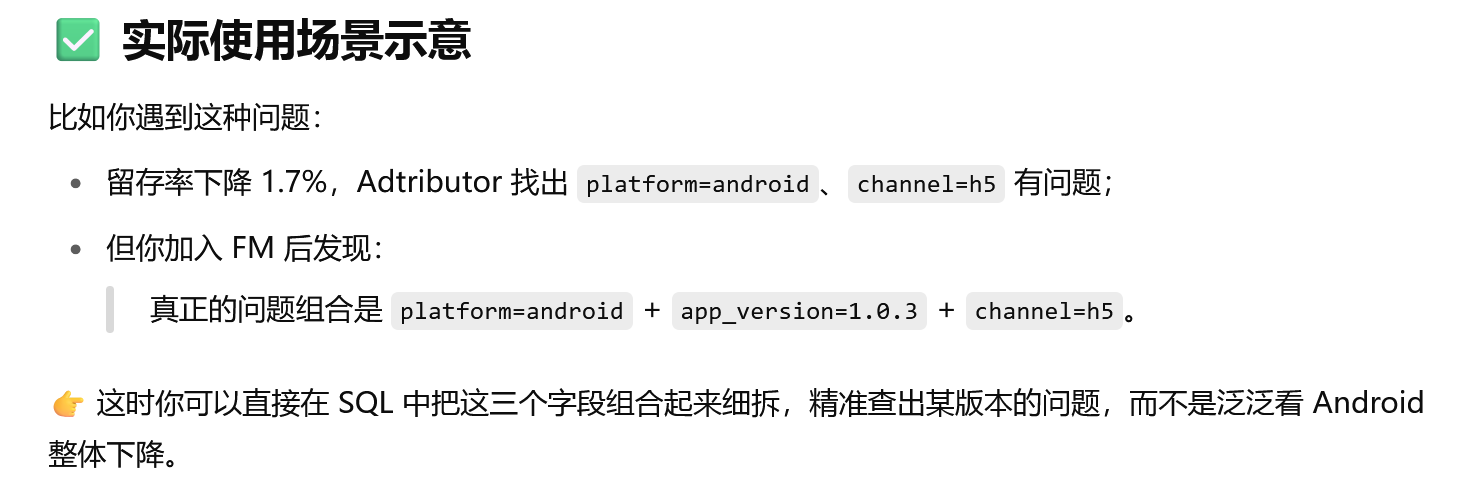 ✅ 实际使用场景示意
比如你遇到这种问题：
• 留存率下降 1.7%，Adtributor 找出 platform=android、channel=h5 有问题；
• 但你加入 FM 后发现：
真正的问题组合是 platform=android + app_version=1.0.3 + channel=h5。
👉 这时你可以直接在 SQL 中把这三个字段组合起来细拆，精准查出某版本的问题，而不是泛泛看 Android
整体下降。